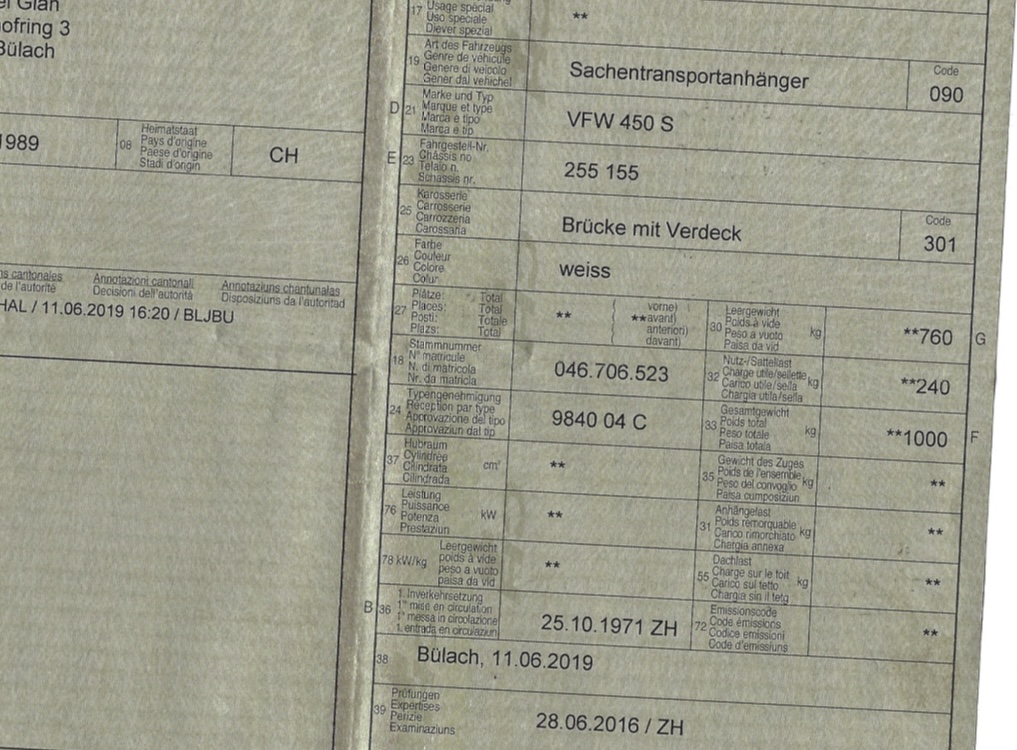 ofring 3
Bülach
1989
08 Heimatstaat
Pays d'origine
Paese d'origine
Stadi d'origin
CH
ns cantonales
de l'autorité
Annotazioni cantonali
Decisioni dell'autorità
Annotaziuns chantunalas
Disposiziuns da l'autoritad
HAL / 11.06.2019 16:20 / BLJBU
17 Usage spécial
Uso speciale
Diever spezial
**
19 Art des Fahrzeugs
Genre de véhicule
Genere di veicolo
Gener dal vehichel
Sachentransportanhänger
Code
090
D 21 Marke und Typ
Marque et type
Marca e tipo
Marca e tip
VFW 450 S
E 23 Fahrgestell-Nr.
Châssis no
Telaio n.
Schassis nr.
255 155
25 Karosserie
Carrosserie
Carrozzeria
Carossaria
Brücke mit Verdeck
Code
301
26 Farbe
Couleur
Colore
Colur
weiss
27 Plätze: Total
Places: Total
Posti: Totale
Plazs: Total
**
( vorne)
( **avant)
( anteriori)
( davant)
30 Leergewicht
Poids à vide
Peso a vuoto
Paisa da vid
kg
**760
G
18 Stammnummer
N° matricule
N. di matricola
Nr. da matricla
046.706.523
32 Nutz-/Sattellast
Charge utile/sellette
Carico utile/sella
Chargia utila/sella
kg
**240
24 Typengenehmigung
Réception par type
Approvazione del tipo
Approvaziun dal tip
9840 04 C
33 Gesamtgewicht
Poids total
Peso totale
Paisa totala
kg
**1000
F
37 Hubraum
Cylindrée
Cilindrata
Cilindrada
cm³
**
35 Gewicht des Zuges
Poids de l'ensemble
Peso del convoglio
Paisa cumposiziun
kg
**
76 Leistung
Puissance
Potenza
Prestaziun
kW
**
31 Anhängelast
Poids remorquable
Carico rimorchiato
Chargia annexa
kg
**
78 kW/kg
Leergewicht
poids à vide
peso a vuoto
paisa da vid
**
55 Dachlast
Charge sur le toit
Carico sul tetto
Chargia sin il tetg
kg
**
B 36 1. Inverkehrsetzung
1re mise en circulation
1a messa in circolazione
1. entrada en circulaziun
25.10.1971 ZH
72 Emissionscode
Code émissions
Codice emissioni
Code d'emissiuns
**
38 Bülach, 11.06.2019
39 Prüfungen
Expertises
Perizie
Examinaziuns
28.06.2016 / ZH